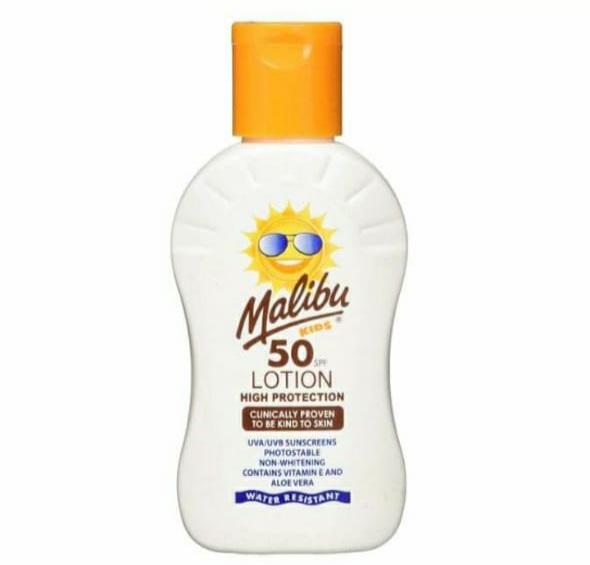 Malibu ®
KIDS
50 SPF
LOTION
HIGH PROTECTION
CLINICALLY PROVEN
TO BE KIND TO SKIN
UVA/UVB SUNSCREENS
PHOTOSTABLE
NON-WHITENING
CONTAINS VITAMIN E AND
ALOE VERA
WATER RESISTANT